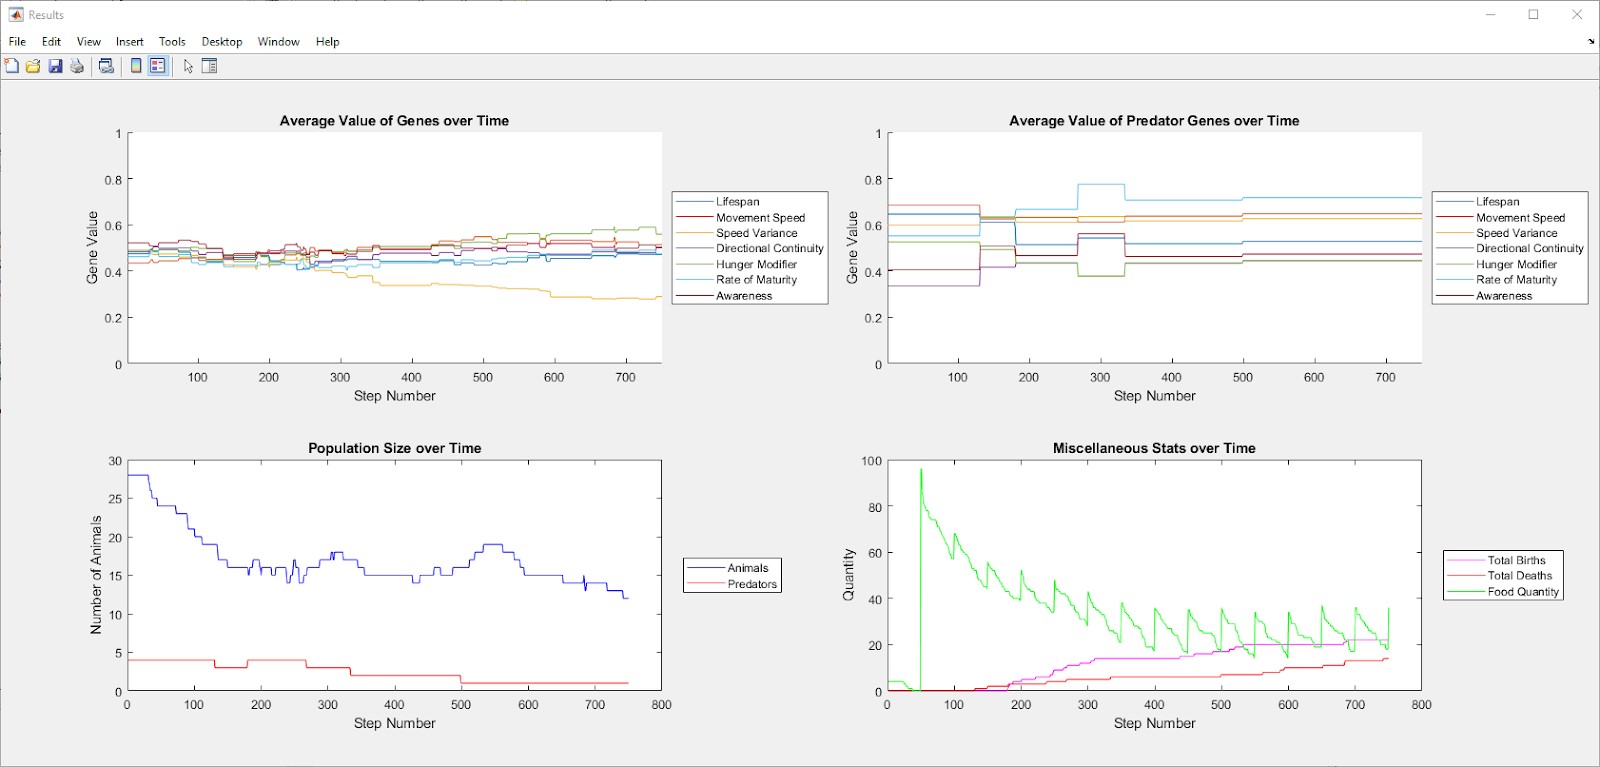 Results
File Edit View Insert Tools Desktop Window Help
Average Value of Genes over Time
1
0.8
0.6
0.4
0.2
0
Gene Value
100 200 300 400 500 600 700
Step Number
Lifespan
Movement Speed
Speed Variance
Directional Continuity
Hunger Modifier
Rate of Maturity
Awareness
Average Value of Predator Genes over Time
1
0.8
0.6
0.4
0.2
0
Gene Value
100 200 300 400 500 600 700
Step Number
Lifespan
Movement Speed
Speed Variance
Directional Continuity
Hunger Modifier
Rate of Maturity
Awareness
Population Size over Time
30
25
20
15
10
5
0
Number of Animals
0 100 200 300 400 500 600 700 800
Step Number
Animals
Predators
Miscellaneous Stats over Time
100
80
60
40
20
0
Quantity
0 100 200 300 400 500 600 700 800
Step Number
Total Births
Total Deaths
Food Quantity